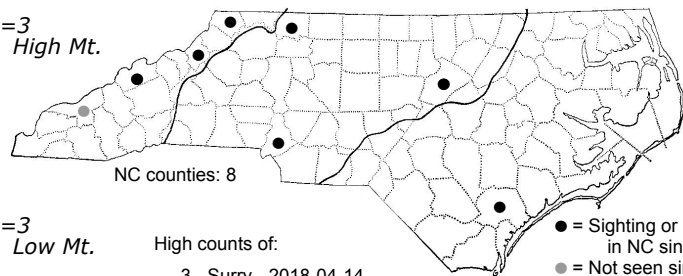 =3
High Mt.
NC counties: 8
=3
Low Mt.
High counts of:
3 - Surry - 2018-04-14
● = Sighting or
in NC sin
● = Not seen si